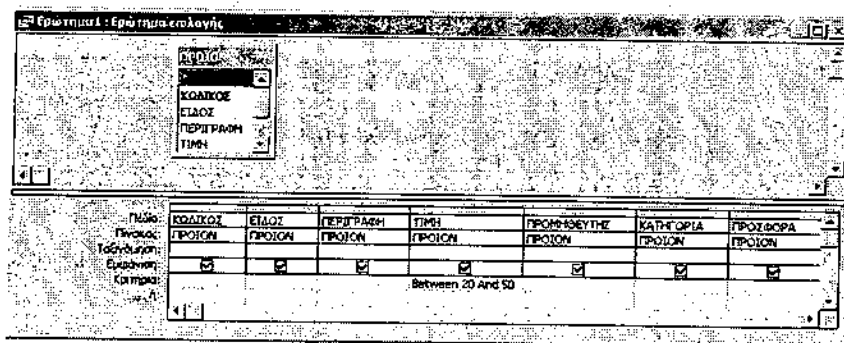 Ερώτημα1 : Ερώτημα επιλογής
ΠΡΟΙΟ
ΚΩΔΙΚΟΣ
ΕΙΔΟΣ
ΠΕΡΙΓΡΑΦΗ
ΤΙΜΗ
Πεδίο: ΚΩΔΙΚΟΣ ΕΙΔΟΣ ΠΕΡΙΓΡΑΦΗ ΤΙΜΗ ΠΡΟΜΗΘΕΥΤΗΣ ΚΑΤΗΓΟΡΙΑ ΠΡΟΣΦΟΡΑ
Πίνακας: ΠΡΟΙΟΝ ΠΡΟΙΟΝ ΠΡΟΙΟΝ ΠΡΟΙΟΝ ΠΡΟΙΟΝ ΠΡΟΙΟΝ ΠΡΟΙΟΝ
Ταξινόμηση:
Εμφάνιση:
Κριτήρια: Between 20 And 50
Ή: